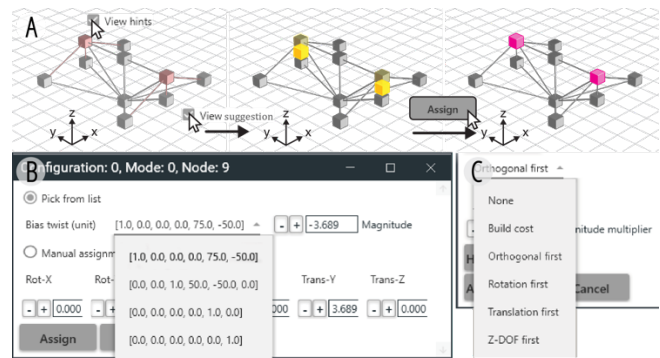 A
View hints
View suggestion
Assign
z
y
x
z
y
x
z
y
x
B
Configuration: 0, Mode: 0, Node: 9
Pick from list
Bias twist (unit) [1.0, 0.0, 0.0, 0.0, 75.0, -50.0] - + -3.689 Magnitude
[1.0, 0.0, 0.0, 0.0, 75.0, -50.0]
[0.0, 0.0, 1.0, 50.0, -50.0, 0.0]
[0.0, 0.0, 0.0, 0.0, 1.0, 0.0]
[0.0, 0.0, 0.0, 0.0, 0.0, 1.0]
Manual assignm
Rot-X Rot- Trans-Y Trans-Z
- + 0.000 - 000 - + 3.689 - + 0.000
Assign
C
Orthogonal first
None
Build cost
Orthogonal first
Rotation first
Translation first
Z-DOF first
nitude multiplier
H
A
Cancel